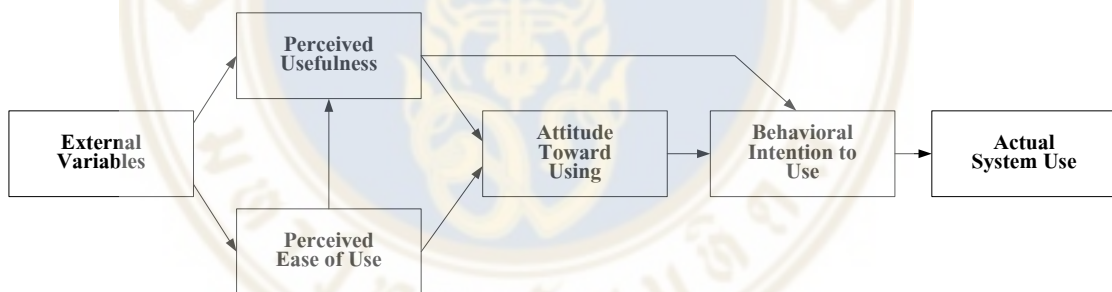 Perceived
Usefulness
External
Variables
Attitude
Toward
Using
Behavioral
Intention to
Use
Actual
System Use
Perceived
Ease of Use